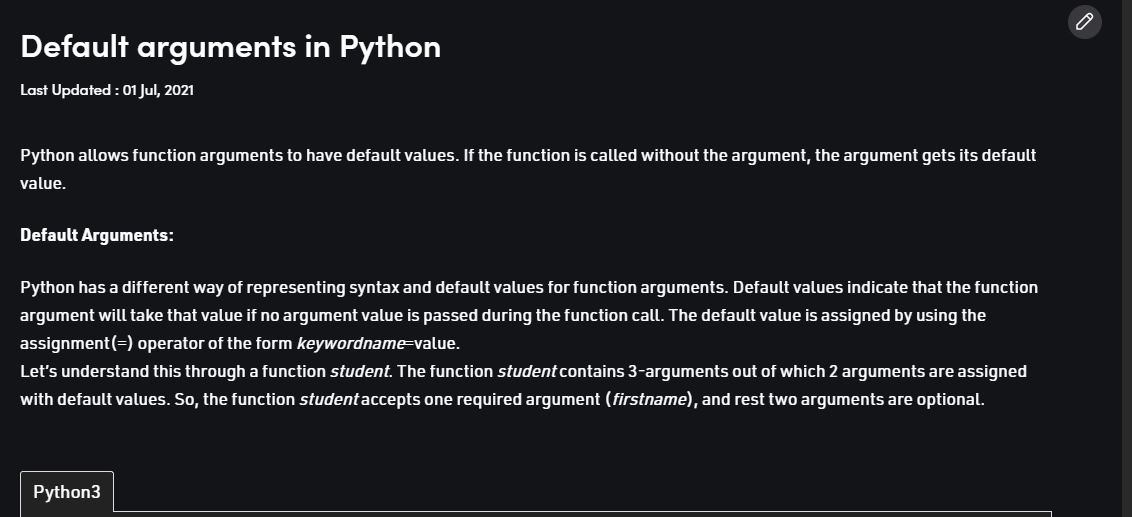 Default arguments in Python
Last Updated : 01 Jul, 2021
Python allows function arguments to have default values. If the function is called without the argument, the argument gets its default
value.
Default Arguments:
Python has a different way of representing syntax and default values for function arguments. Default values indicate that the function
argument will take that value if no argument value is passed during the function call. The default value is assigned by using the
assignment(=) operator of the form keywordname=value.
Let's understand this through a function student. The function student contains 3-arguments out of which 2 arguments are assigned
with default values. So, the function student accepts one required argument (firstname), and rest two arguments are optional.
Python3